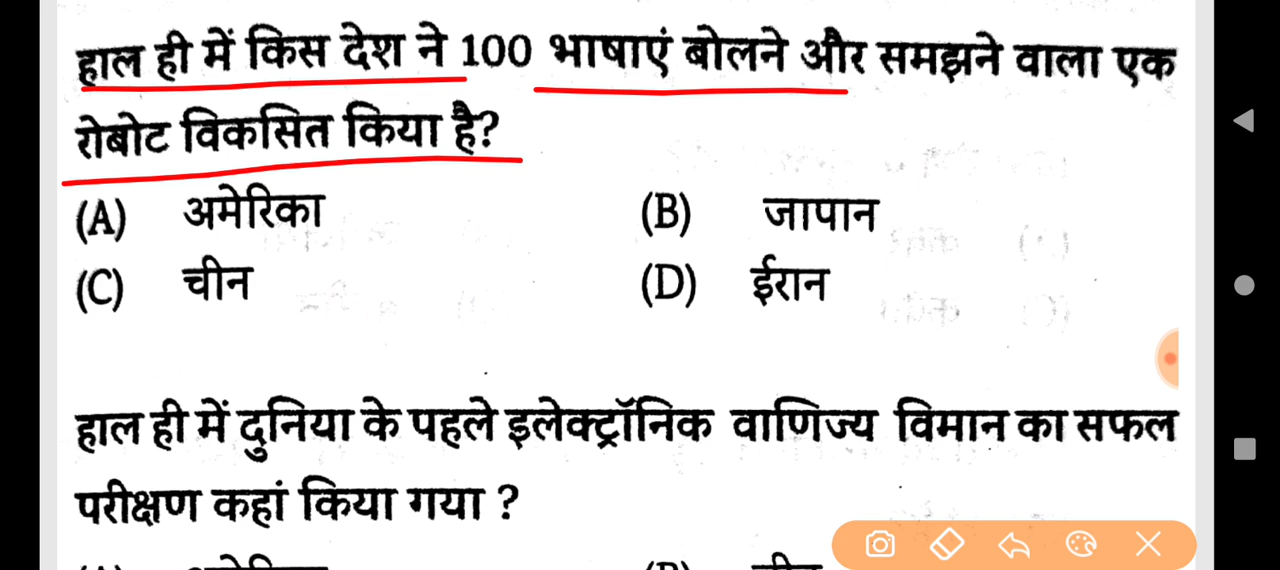 हाल ही में किस देश ने 100 भाषाएं बोलने और समझने वाला एक
रोबोट विकसित किया है?
(A) अमेरिका (B) जापान
(C) चीन (D) ईरान
हाल ही में दुनिया के पहले इलेक्ट्रॉनिक वाणिज्य विमान का सफल
परीक्षण कहां किया गया ?